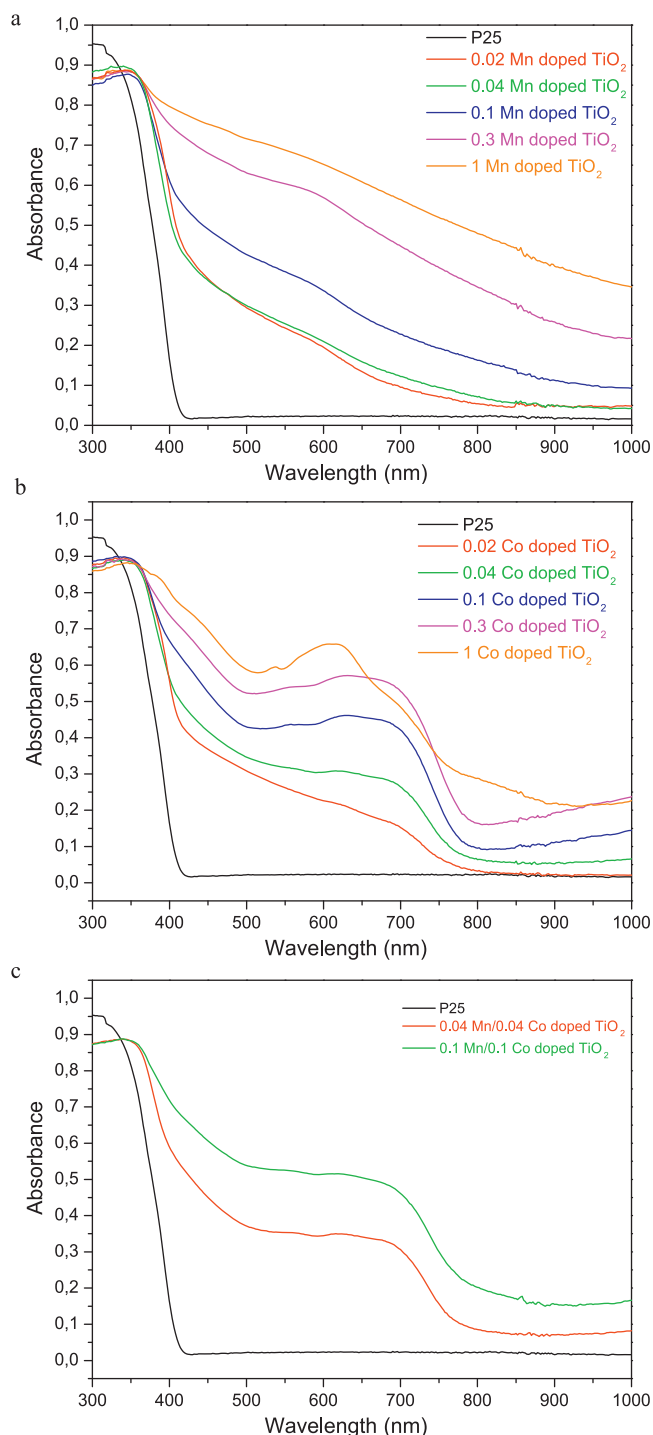 a
1,0
0,9
0,8
0,7
0,6
0,5
0,4
0,3
0,2
0,1
0,0
Absorbance
P25
0.02 Mn doped TiO2
0.04 Mn doped TiO2
0.1 Mn doped TiO2
0.3 Mn doped TiO2
1 Mn doped TiO2
300 400 500 600 700 800 900 1000
Wavelength (nm)
b
1,0
0,9
0,8
0,7
0,6
0,5
0,4
0,3
0,2
0,1
0,0
Absorbance
P25
0.02 Co doped TiO2
0.04 Co doped TiO2
0.1 Co doped TiO2
0.3 Co doped TiO2
1 Co doped TiO2
300 400 500 600 700 800 900 1000
Wavelength (nm)
c
1,0
0,9
0,8
0,7
0,6
0,5
0,4
0,3
0,2
0,1
0,0
Absorbance
P25
0.04 Mn/0.04 Co doped TiO2
0.1 Mn/0.1 Co doped TiO2
300 400 500 600 700 800 900 1000
Wavelength (nm)